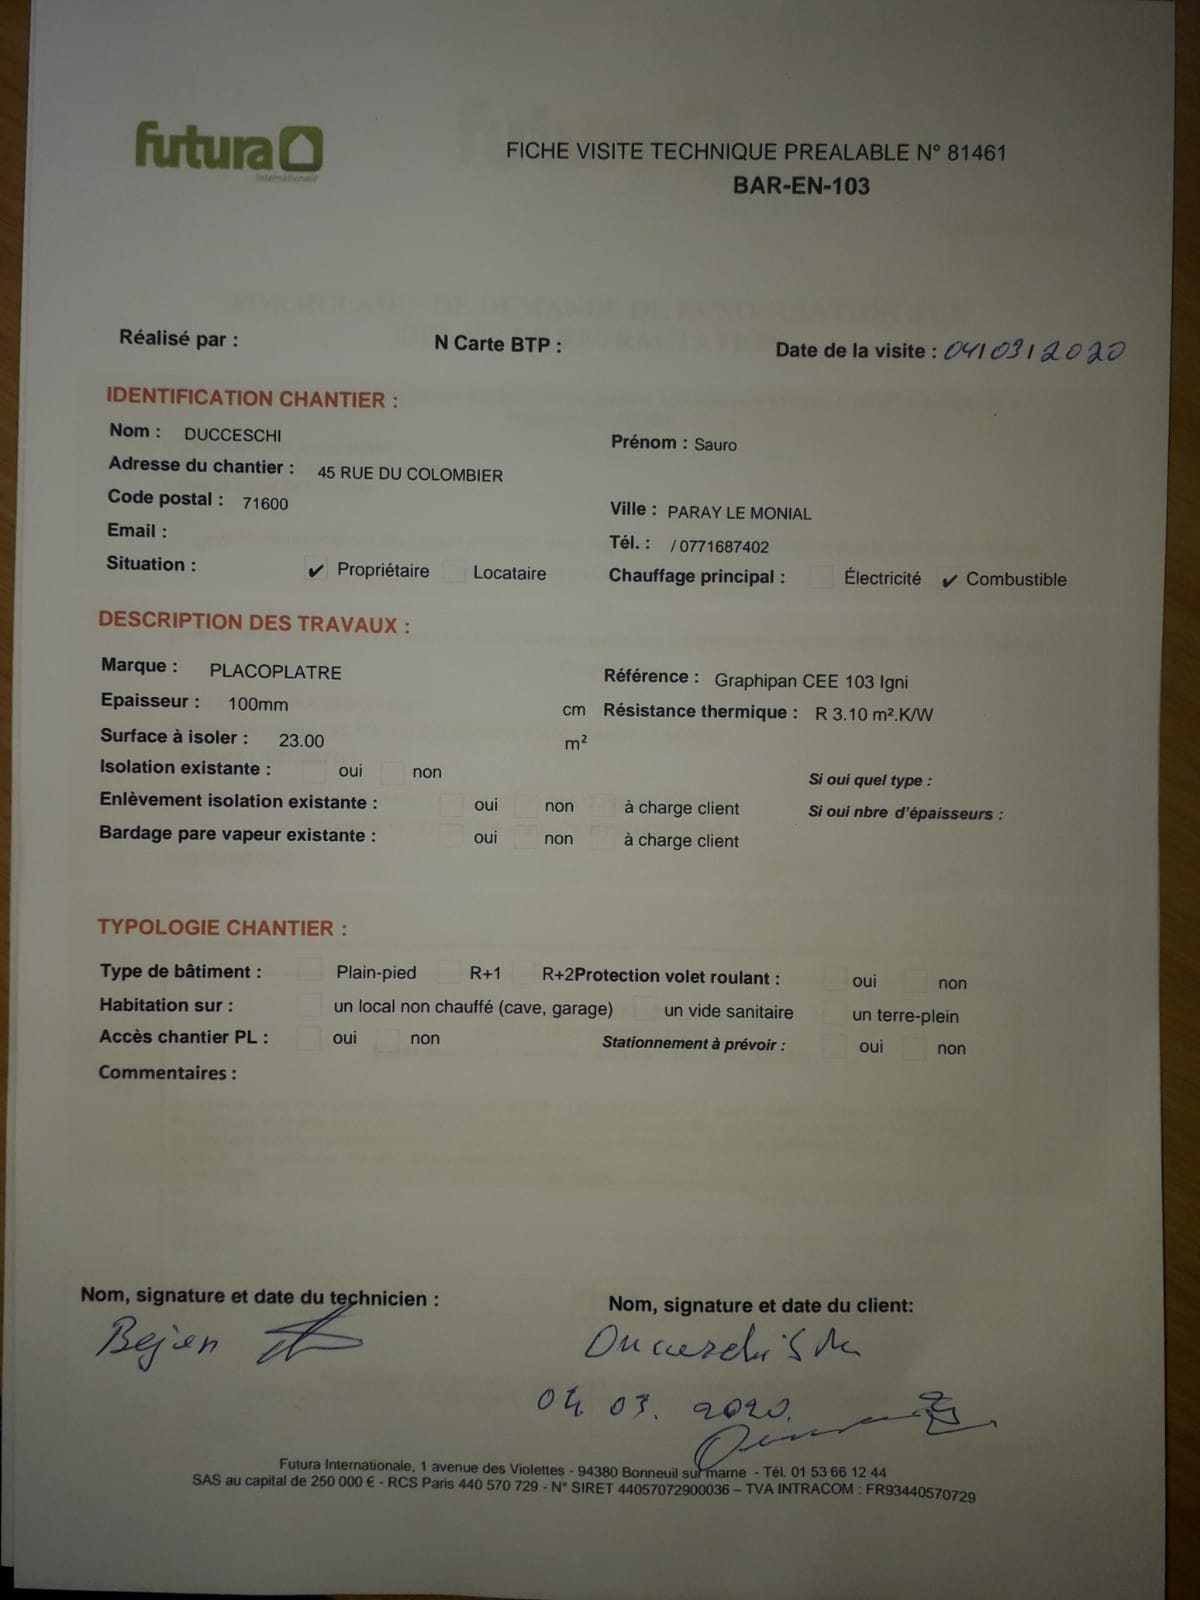 futura
internationale
FICHE VISITE TECHNIQUE PREALABLE N° 81461
BAR-EN-103
Réalisé par : N Carte BTP : Date de la visite : 04/03/2020
IDENTIFICATION CHANTIER :
Nom : DUCCESCHI Prénom : Sauro
Adresse du chantier : 45 RUE DU COLOMBIER
Code postal : 71600 Ville : PARAY LE MONIAL
Email : Tél. : / 0771687402
Situation : ✔ Propriétaire Locataire Chauffage principal : Électricité ✔ Combustible
DESCRIPTION DES TRAVAUX :
Marque : PLACOPLATRE Référence : Graphipan CEE 103 Igni
Epaisseur : 100mm cm Résistance thermique : R 3.10 m².K/W
Surface à isoler : 23.00 m²
Isolation existante : oui non Si oui quel type :
Enlèvement isolation existante : oui non à charge client Si oui nbre d'épaisseurs :
Bardage pare vapeur existante : oui non à charge client
TYPOLOGIE CHANTIER :
Type de bâtiment : Plain-pied R+1 R+2 Protection volet roulant : oui non
Habitation sur : un local non chauffé (cave, garage) un vide sanitaire un terre-plein
Accès chantier PL : oui non Stationnement à prévoir : oui non
Commentaires :
Nom, signature et date du technicien : Nom, signature et date du client:
Bejen
04. 03. 2020.
Futura Internationale, 1 avenue des Violettes - 94380 Bonneuil sur marne - Tél. 01 53 66 12 44
SAS au capital de 250 000 € - RCS Paris 440 570 729 - N° SIRET 44057072900036 – TVA INTRACOM : FR93440570729